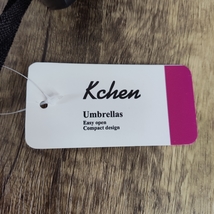 Kchen
Umbrellas
Easy open
Compact design